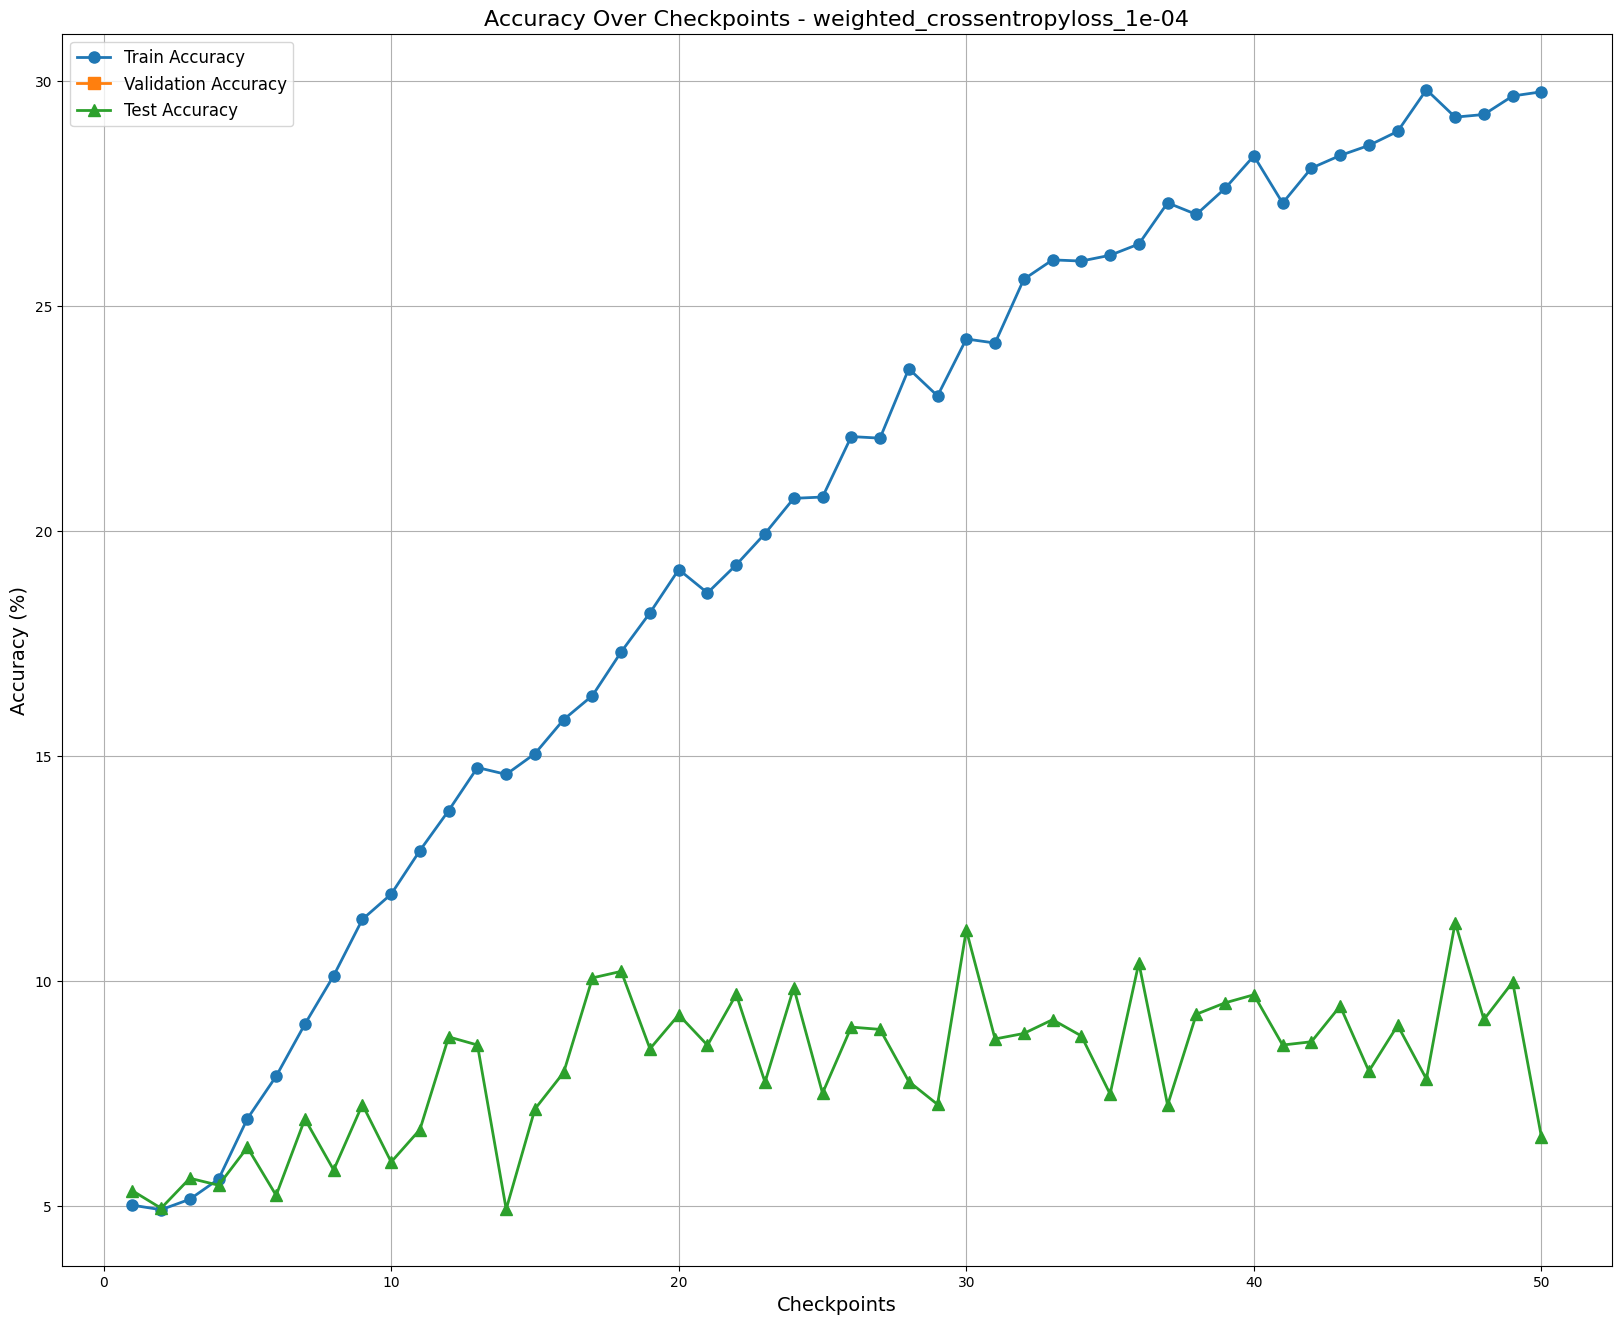 Accuracy Over Checkpoints - weighted_crossentropyloss_1e-04
Train Accuracy
Validation Accuracy
Test Accuracy
Accuracy (%)
30
25
20
15
10
5
0 10 20 30 40 50
Checkpoints